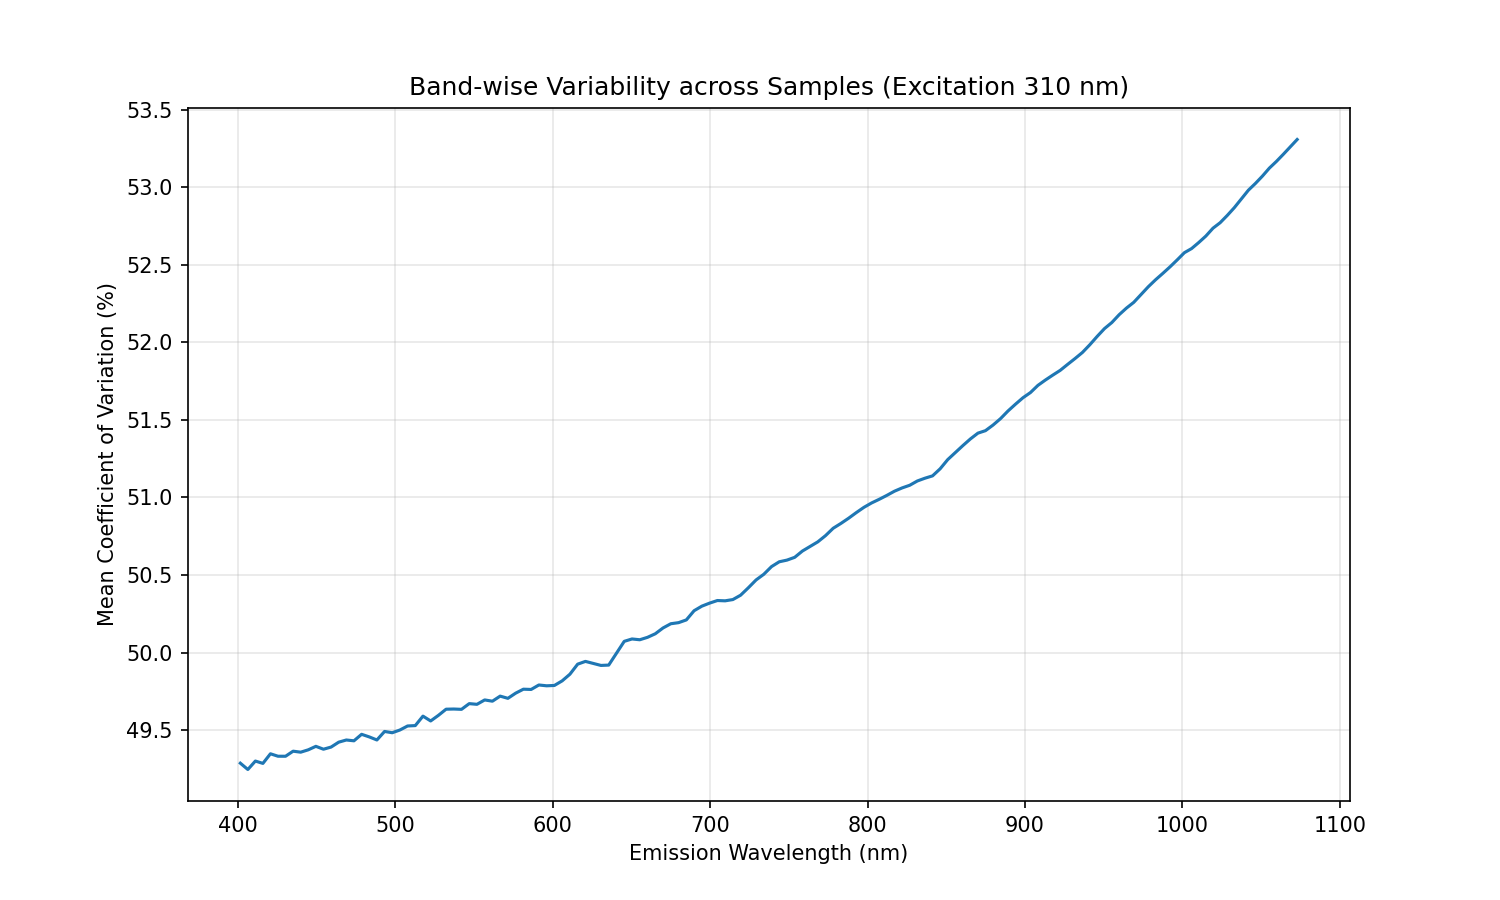 Band-wise Variability across Samples (Excitation 310 nm)
53.5
53.0
52.5
52.0
51.5
51.0
50.5
50.0
49.5
Mean Coefficient of Variation (%)
400 500 600 700 800 900 1000 1100
Emission Wavelength (nm)